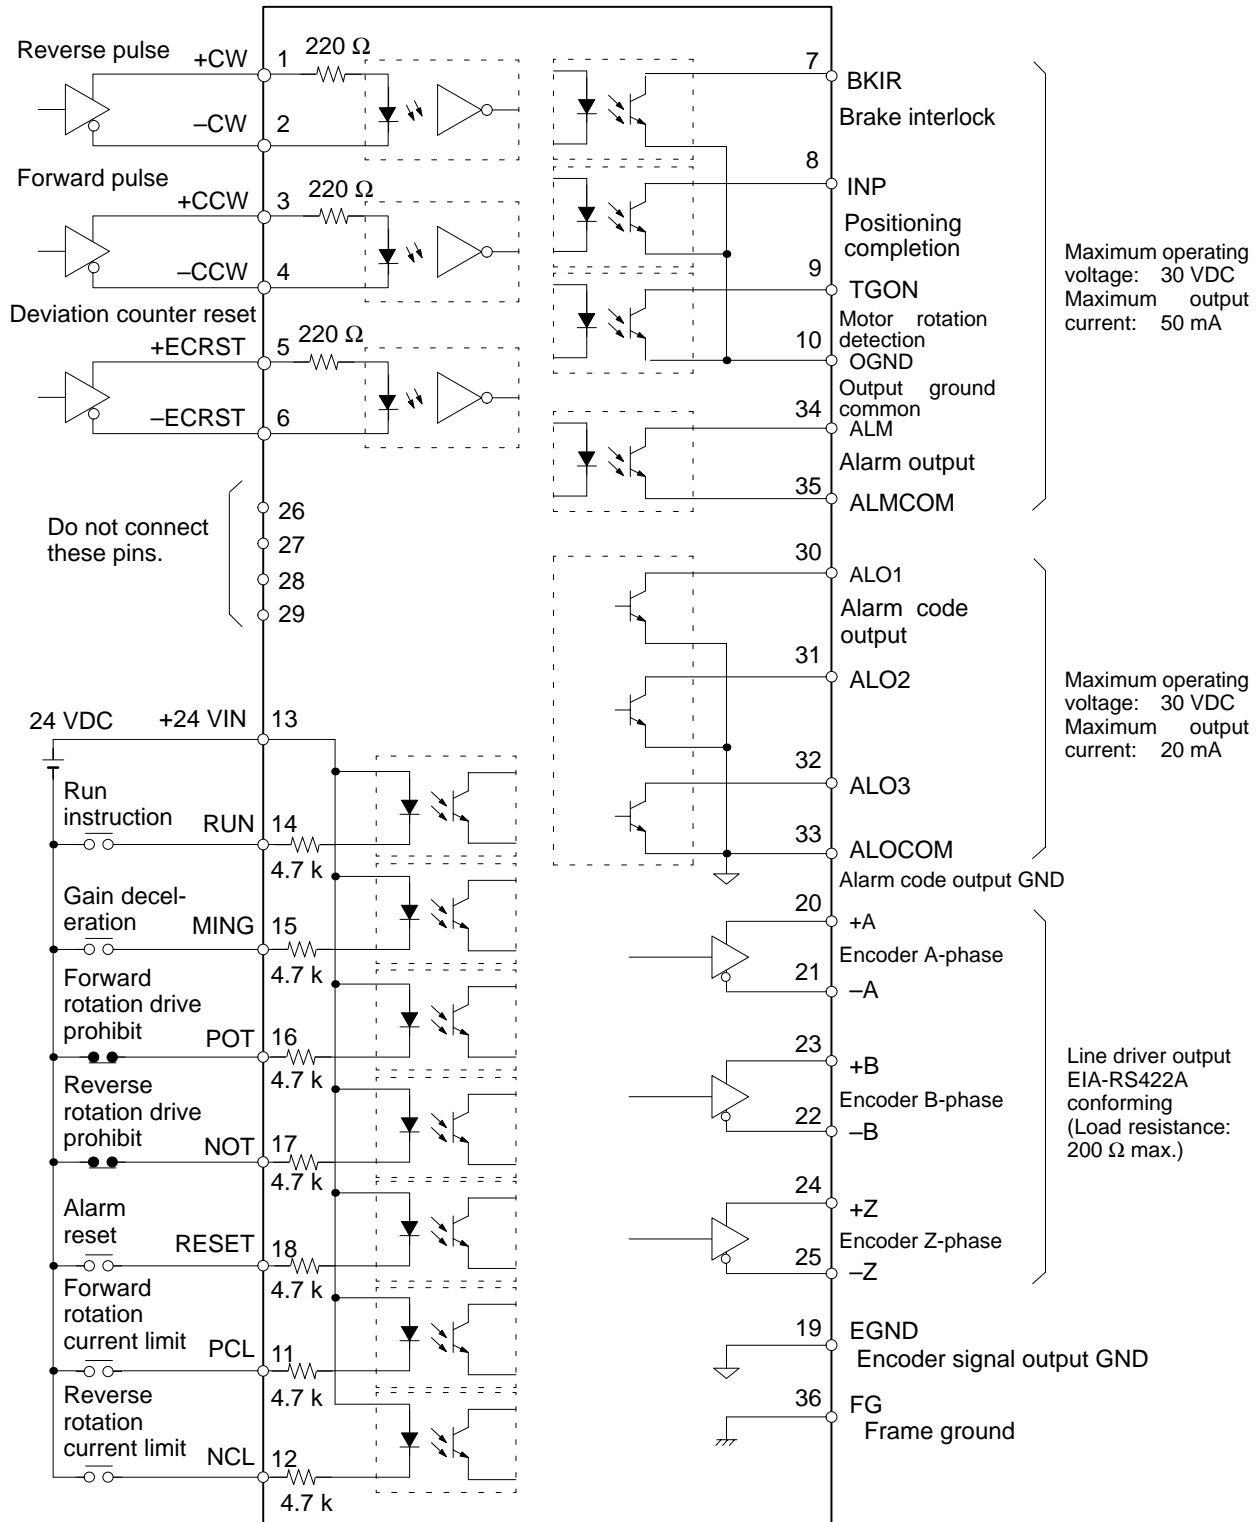 Reverse pulse
+CW 1 220 Ω
–CW 2
Forward pulse
+CCW 3 220 Ω
–CCW 4
Deviation counter reset
+ECRST 5 220 Ω
–ECRST 6
Do not connect
these pins.
26
27
28
29
24 VDC +24 VIN 13
Run
instruction
RUN 14
4.7 k
Gain decel-
eration
MING 15
4.7 k
Forward
rotation drive
prohibit
POT 16
4.7 k
Reverse
rotation drive
prohibit
NOT 17
4.7 k
Alarm
reset
RESET 18
4.7 k
Forward
rotation
current limit
PCL 11
4.7 k
Reverse
rotation
current limit
NCL 12
4.7 k
7
BKIR
Brake interlock
8
INP
Positioning
completion
9
TGON
Motor rotation
detection
10
OGND
Output ground
common
34
ALM
Alarm output
35
ALMCOM
Maximum operating
voltage: 30 VDC
Maximum output
current: 50 mA
30
ALO1
Alarm code
output
31
ALO2
32
ALO3
33
ALOCOM
Alarm code output GND
Maximum operating
voltage: 30 VDC
Maximum output
current: 20 mA
20
+A
Encoder A-phase
21
–A
23
+B
Encoder B-phase
22
–B
24
+Z
Encoder Z-phase
25
–Z
Line driver output
EIA-RS422A
conforming
(Load resistance:
200 Ω max.)
19
EGND
Encoder signal output GND
36
FG
Frame ground